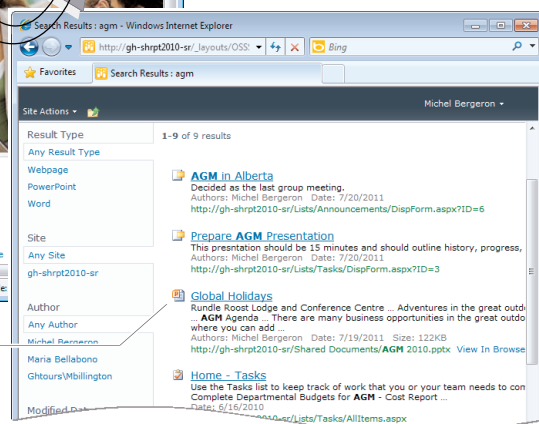 Search Results : agm - Windows Internet Explorer
http://gh-shrpt2010-sr/_layouts/OSS
Bing
Favorites
Search Results : agm
Site Actions
Michel Bergeron
Result Type
Any Result Type
Webpage
PowerPoint
Word
Site
Any Site
gh-shrpt2010-sr
Author
Any Author
Michel Bergeron
Maria Bellabono
Ghtours\Mbillington
Modified Date
1-9 of 9 results
AGM in Alberta
Decided as the last group meeting.
Authors: Michel Bergeron Date: 7/20/2011
http://gh-shrpt2010-sr/Lists/Announcements/DispForm.aspx?ID=6
Prepare AGM Presentation
This presntation should be 15 minutes and should outline history, progress,
Authors: Michel Bergeron Date: 7/20/2011
http://gh-shrpt2010-sr/Lists/Tasks/DispForm.aspx?ID=3
Global Holidays
Rundle Roost Lodge and Conference Centre ... Adventures in the great outdo
... AGM Agenda ... There are many business opportunities in the great outdo
where you can add ...
Authors: Michel Bergeron Date: 7/19/2011 Size: 122KB
http://gh-shrpt2010-sr/Shared Documents/AGM 2010.pptx View In Browse
Home - Tasks
Use the Tasks list to keep track of work that you or your team needs to com
Complete Departmental Budgets for AGM - Cost Report ...
Date: 6/16/2010
gh-shrpt2010-sr/Lists/Tasks/AllItems.aspx